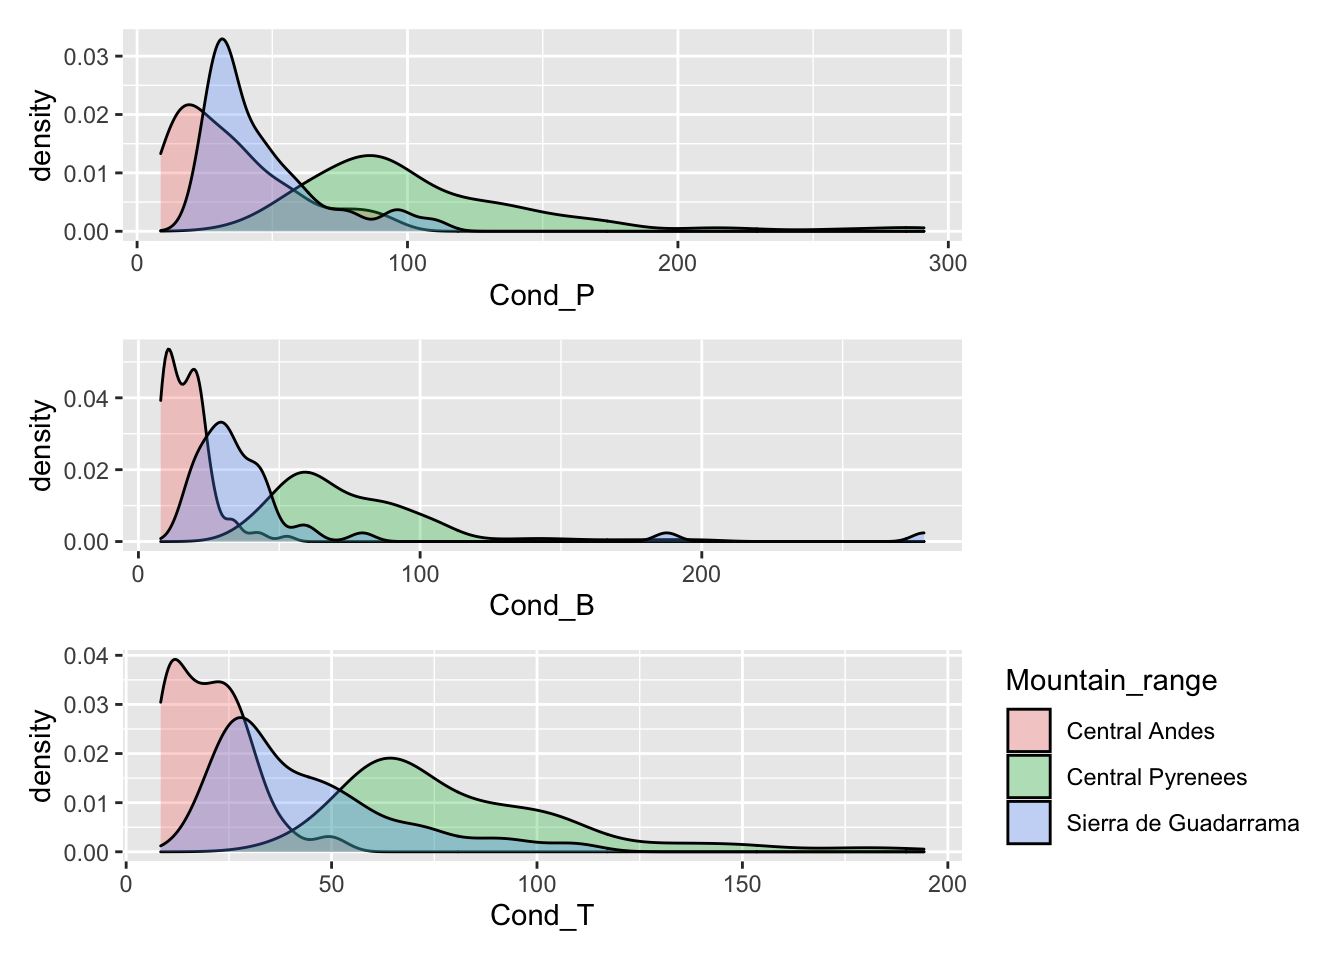 density
0.03
0.02
0.01
0.00
0 100 200 300
Cond_P
density
0.04
0.02
0.00
0 100 200
Cond_B
density
0.04
0.03
0.02
0.01
0.00
0 50 100 150 200
Cond_T
Mountain_range
Central Andes
Central Pyrenees
Sierra de Guadarrama